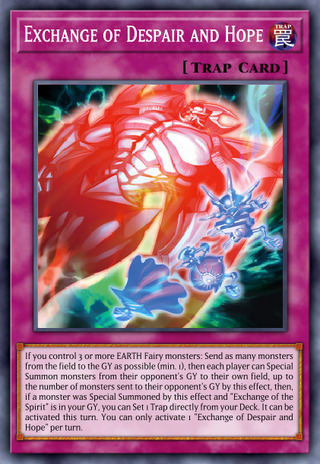 Exchange of Despair and Hope
TRAP
罠
[Trap Card]
If you control 3 or more EARTH Fairy monsters: Send as many monsters
from the field to the GY as possible (min. 1), then each player can Special
Summon monsters from their opponent's GY to their own field, up
to the number of monsters sent to their opponent's GY by this effect, then,
if a monster was Special Summoned by this effect and "Exchange of the
Spirit" is in your GY, you can Set 1 Trap directly from your Deck. It can be
activated this turn. You can only activate 1 "Exchange of Despair and
Hope" per turn.